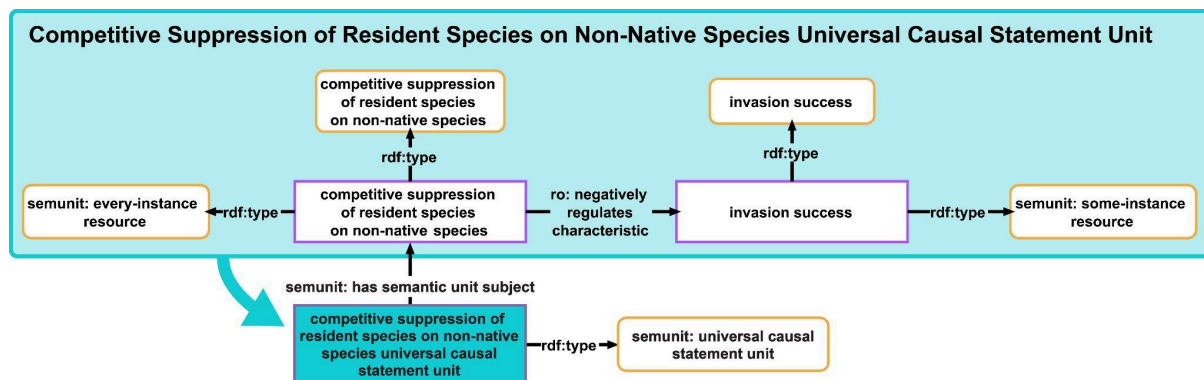 Competitive Suppression of Resident Species on Non-Native Species Universal Causal Statement Unit
competitive suppression
of resident species
on non-native species
invasion success
rdf:type
rdf:type
semunit: every-instance
resource
rdf:type
competitive suppression
of resident species
on non-native species
ro: negatively
regulates
characteristic
invasion success
rdf:type
semunit: some-instance
resource
semunit: has semantic unit subject
competitive suppression of
resident species on non-native
species universal causal
statement unit
rdf:type
semunit: universal causal
statement unit